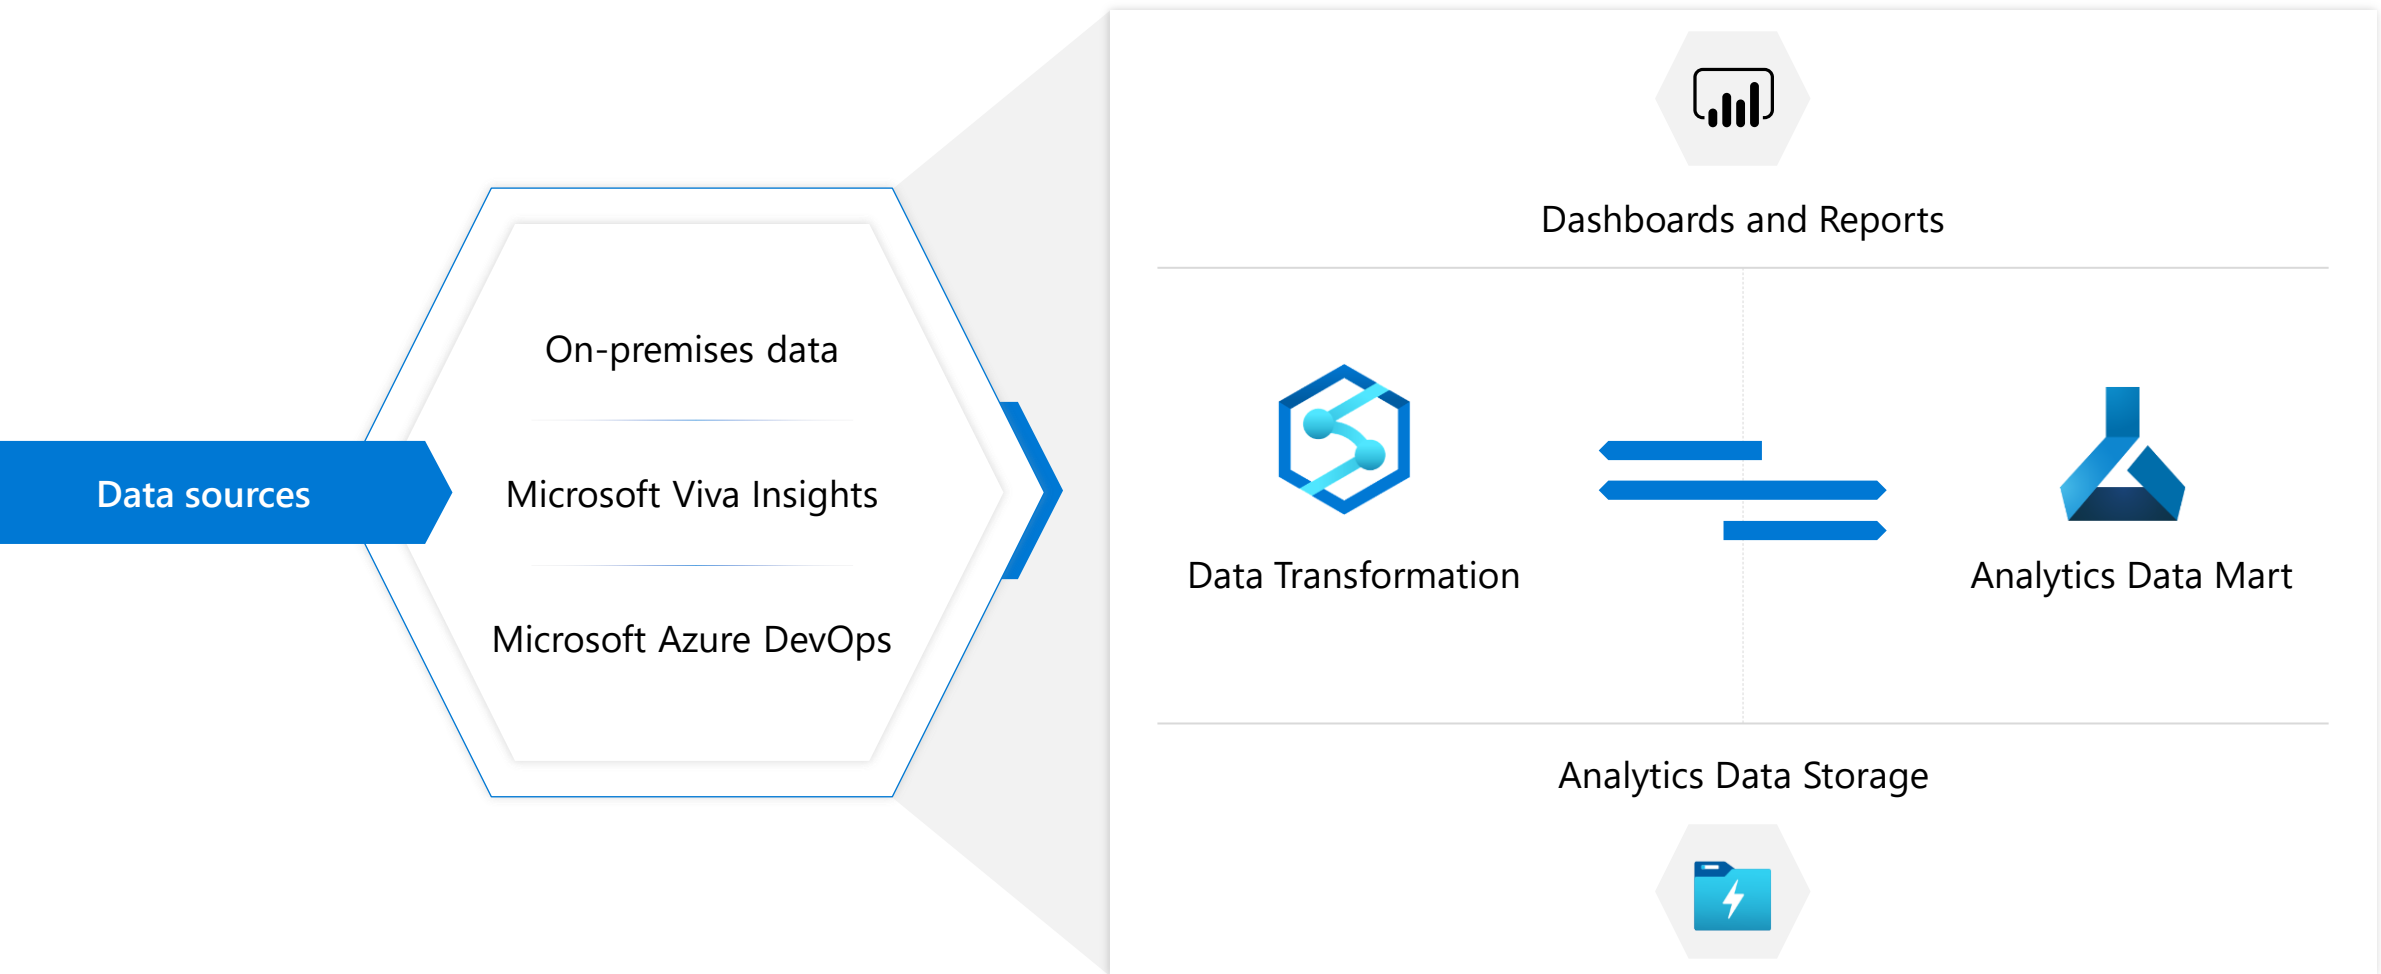 Data sources
On-premises data
Microsoft Viva Insights
Microsoft Azure DevOps
Dashboards and Reports
Data Transformation
Analytics Data Mart
Analytics Data Storage